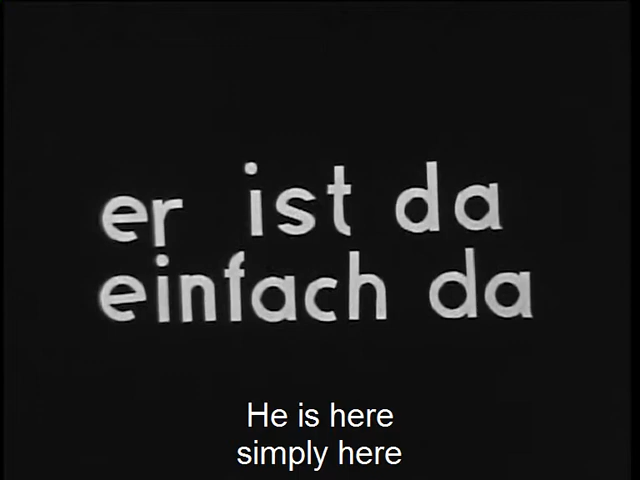 er ist da
einfach da
He is here
simply here